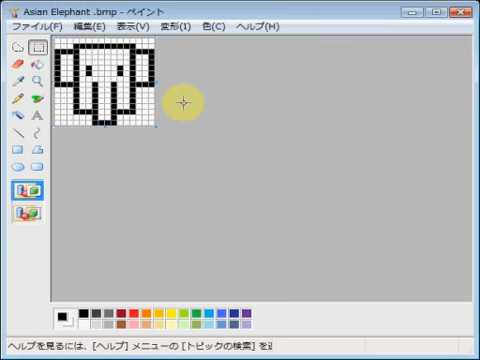 Asian Elephant .bmp - ペイント
ファイル(F) 編集(E) 表示(V) 変形(I) 色(C) ヘルプ(H)
A
ヘルプを見るには、[ヘルプ] メニューの [トピックの検索] を